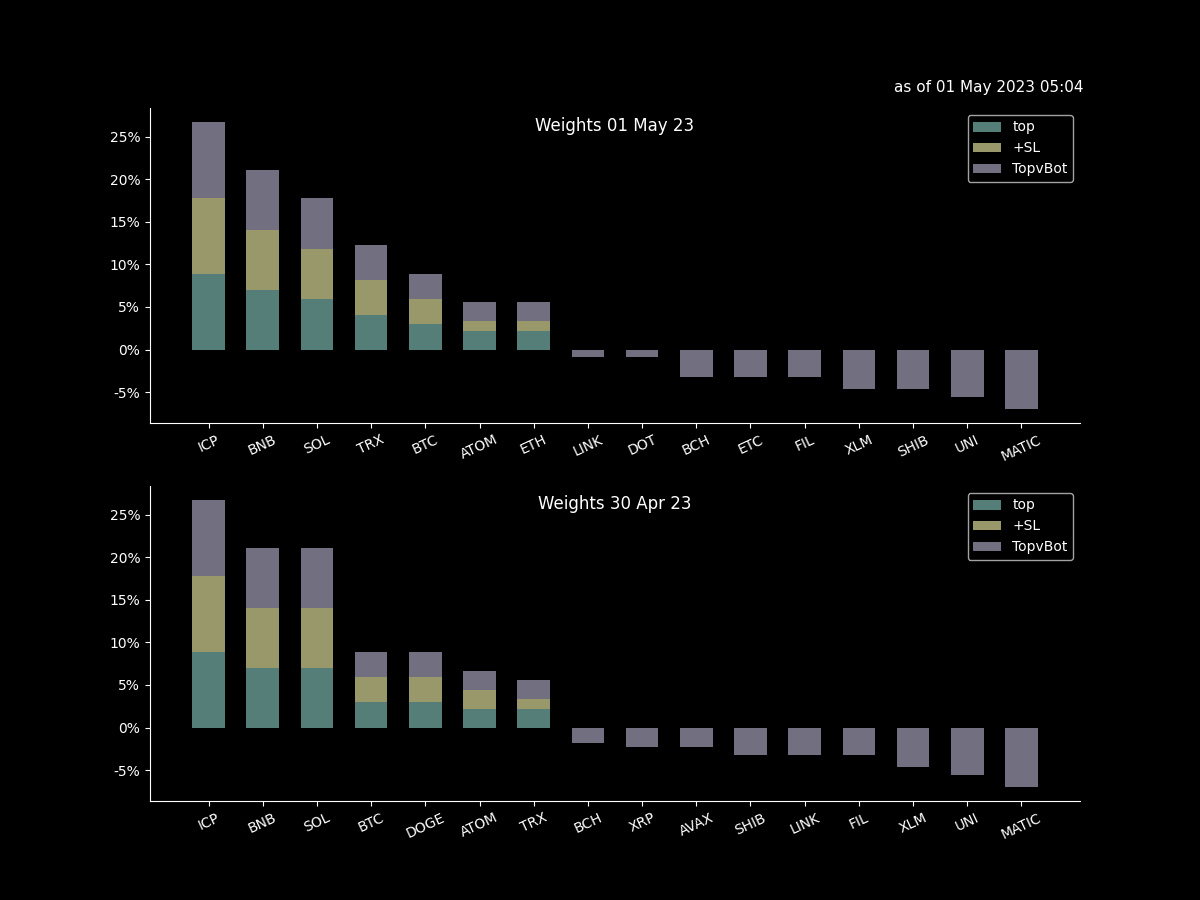 as of 01 May 2023 05:04
Weights 01 May 23
top
+SL
TopvBot
25%
20%
15%
10%
5%
0%
-5%
ICP BNB SOL TRX BTC ATOM ETH LINK DOT BCH ETC FIL XLM SHIB UNI MATIC
Weights 30 Apr 23
top
+SL
TopvBot
25%
20%
15%
10%
5%
0%
-5%
ICP BNB SOL BTC DOGE ATOM TRX BCH XRP AVAX SHIB LINK FIL XLM UNI MATIC